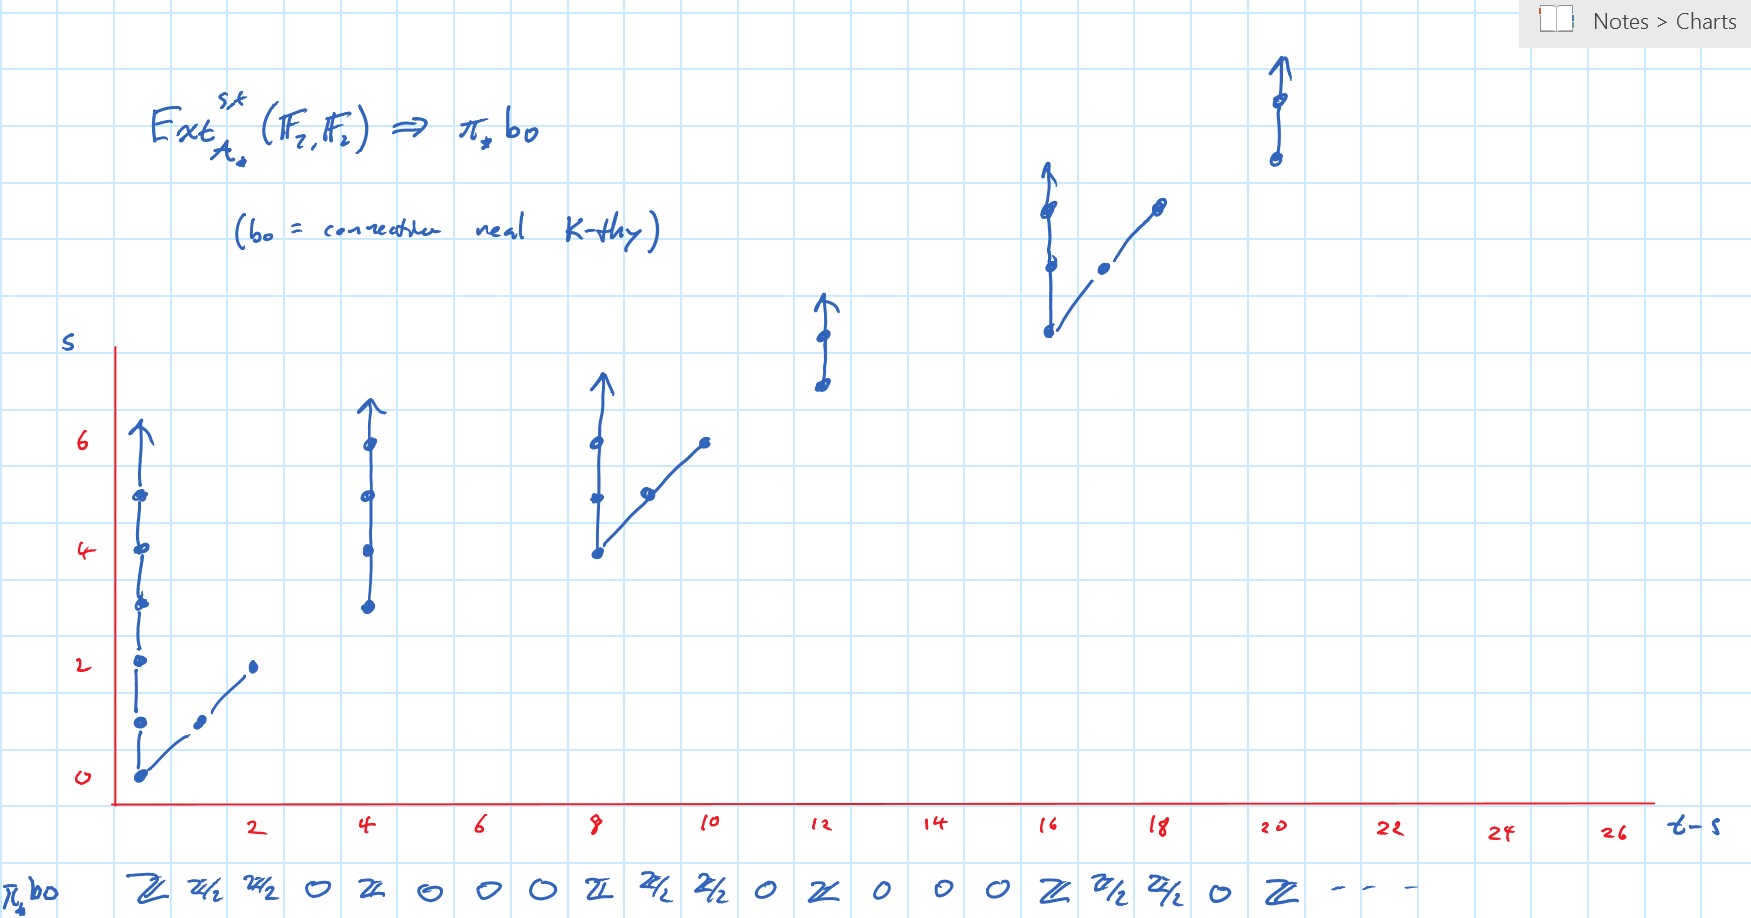 Notes > Charts
Ext^{s,t}_{A_*} (𝔽_2, 𝔽_2) ⇒ π_* bo
(bo = connective real K-thy)
s
6
4
2
0
2 4 6 8 10 12 14 16 18 20 22 24 26 t-s
π_* bo ℤ ℤ/2 ℤ/2 0 ℤ 0 0 0 ℤ ℤ/2 ℤ/2 0 ℤ 0 0 0 ℤ ℤ/2 ℤ/2 0 ℤ - - -